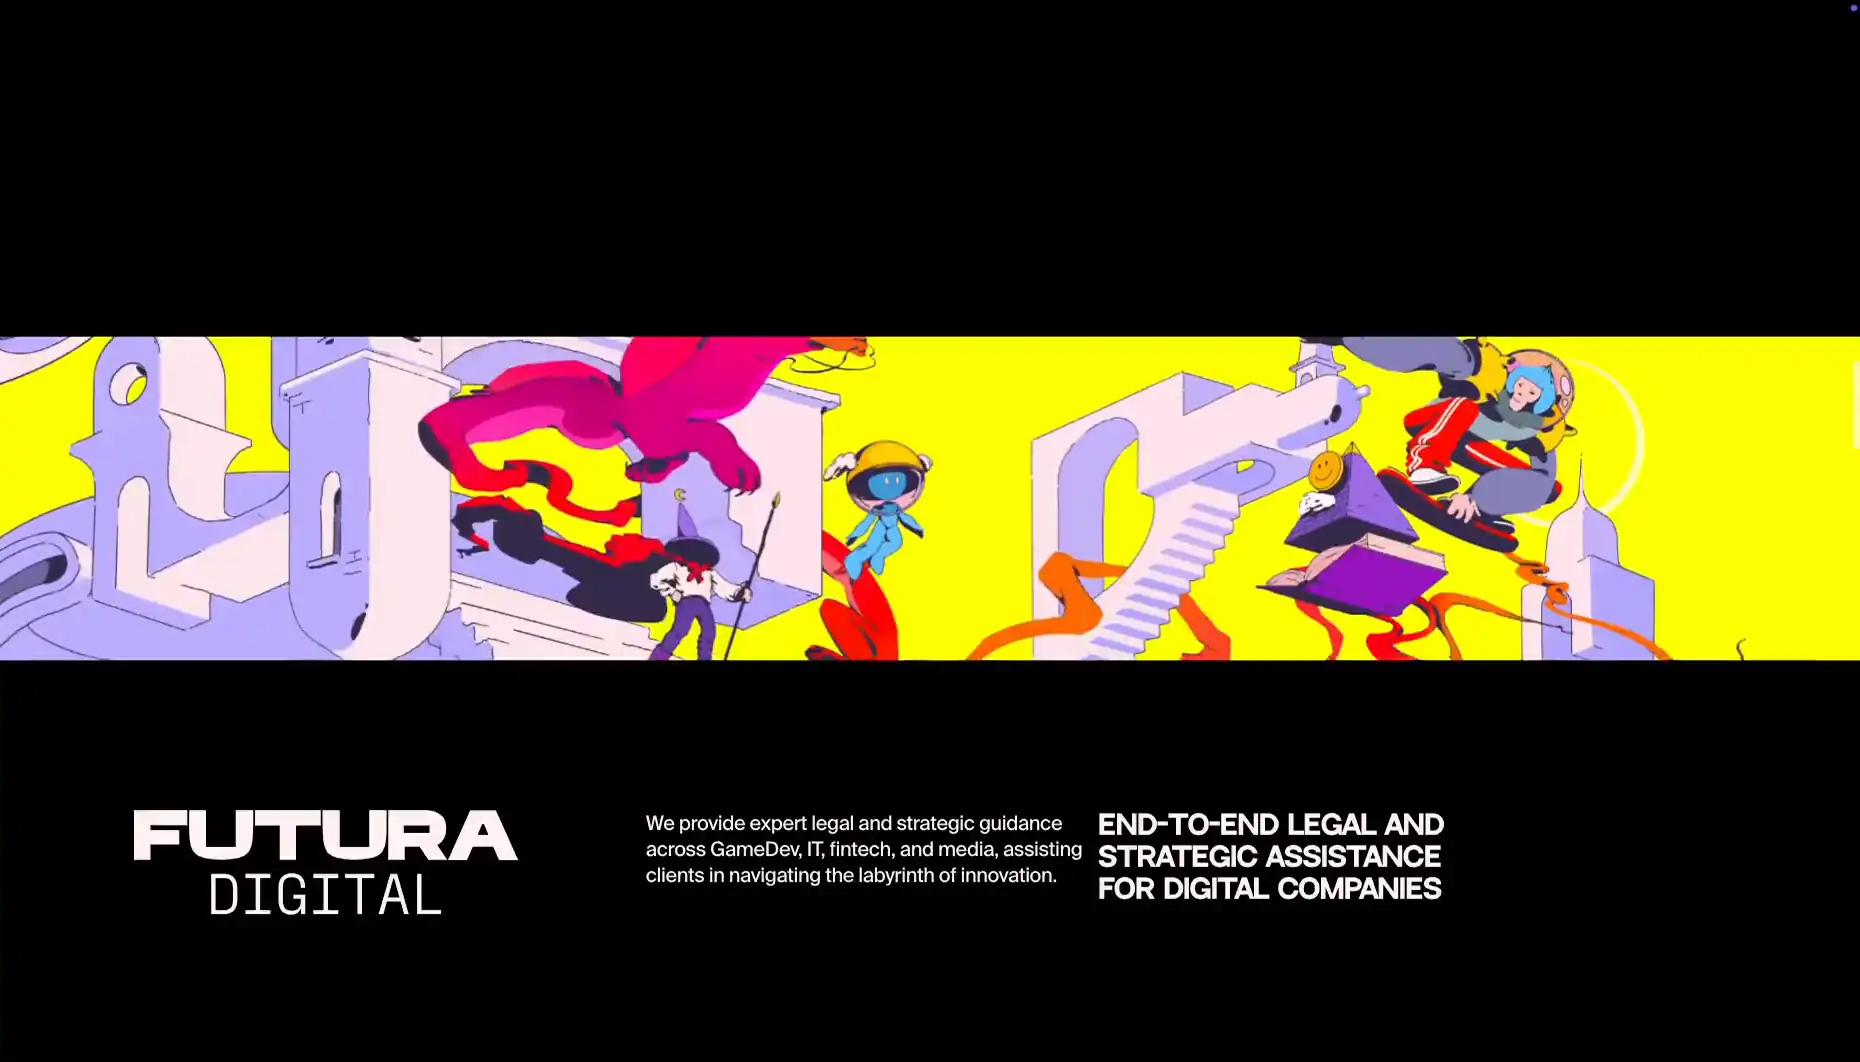 FUTURA
DIGITAL
We provide expert legal and strategic guidance
across GameDev, IT, fintech, and media, assisting
clients in navigating the labyrinth of innovation.
END-TO-END LEGAL AND
STRATEGIC ASSISTANCE
FOR DIGITAL COMPANIES